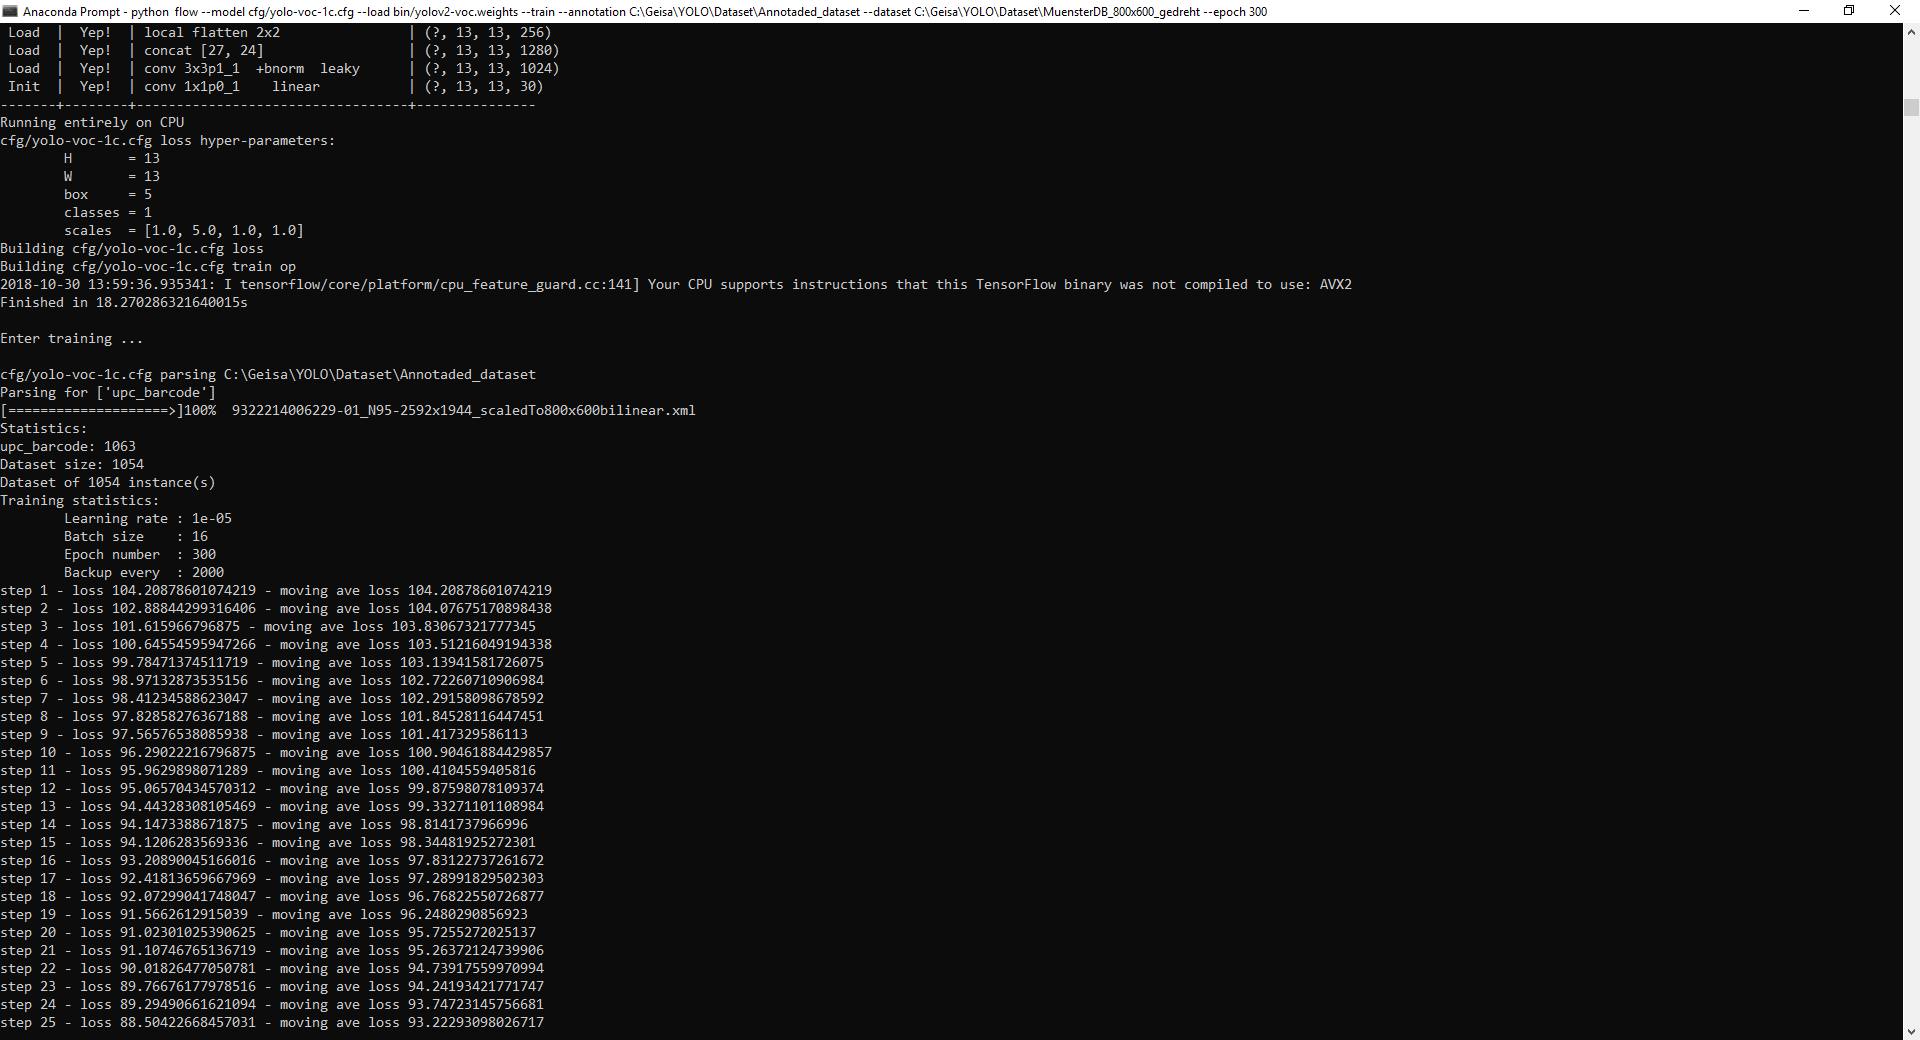 Anaconda Prompt - python  flow --model cfg/yolo-voc-1c.cfg --load bin/yolov2-voc.weights --train --annotation C:\Geisa\YOLO\Dataset\Annotaded_dataset --dataset C:\Geisa\YOLO\Dataset\MuensterDB_800x600_gedreht --epoch 300
 Load  |  Yep!  | local flatten 2x2                | (?, 13, 13, 256)
 Load  |  Yep!  | concat [27, 24]                  | (?, 13, 13, 1280)
 Load  |  Yep!  | conv 3x3p1_1  +bnorm  leaky      | (?, 13, 13, 1024)
 Init  |  Yep!  | conv 1x1p0_1    linear           | (?, 13, 13, 30)
-------+--------+----------------------------------+---------------
Running entirely on CPU
cfg/yolo-voc-1c.cfg loss hyper-parameters:
        H       = 13
        W       = 13
        box     = 5
        classes = 1
        scales  = [1.0, 5.0, 1.0, 1.0]
Building cfg/yolo-voc-1c.cfg loss
Building cfg/yolo-voc-1c.cfg train op
2018-10-30 13:59:36.935341: I tensorflow/core/platform/cpu_feature_guard.cc:141] Your CPU supports instructions that this TensorFlow binary was not compiled to use: AVX2
Finished in 18.270286321640015s
Enter training ...
cfg/yolo-voc-1c.cfg parsing C:\Geisa\YOLO\Dataset\Annotaded_dataset
Parsing for ['upc_barcode']
[====================>]100%  9322214006229-01_N95-2592x1944_scaledTo800x600bilinear.xml
Statistics:
upc_barcode: 1063
Dataset size: 1054
Dataset of 1054 instance(s)
Training statistics:
        Learning rate : 1e-05
        Batch size    : 16
        Epoch number  : 300
        Backup every  : 2000
step 1 - loss 104.20878601074219 - moving ave loss 104.20878601074219
step 2 - loss 102.88844299316406 - moving ave loss 104.07675170898438
step 3 - loss 101.615966796875 - moving ave loss 103.83067321777345
step 4 - loss 100.64554595947266 - moving ave loss 103.51216049194338
step 5 - loss 99.78471374511719 - moving ave loss 103.13941581726075
step 6 - loss 98.97132873535156 - moving ave loss 102.72260710906984
step 7 - loss 98.41234588623047 - moving ave loss 102.29158098678592
step 8 - loss 97.82858276367188 - moving ave loss 101.84528116447451
step 9 - loss 97.56576538085938 - moving ave loss 101.417329586113
step 10 - loss 96.29022216796875 - moving ave loss 100.90461884429857
step 11 - loss 95.9629898071289 - moving ave loss 100.4104559405816
step 12 - loss 95.06570434570312 - moving ave loss 99.87598078109374
step 13 - loss 94.44328308105469 - moving ave loss 99.33271101108984
step 14 - loss 94.1473388671875 - moving ave loss 98.8141737966996
step 15 - loss 94.1206283569336 - moving ave loss 98.34481925272301
step 16 - loss 93.20890045166016 - moving ave loss 97.83122737261672
step 17 - loss 92.41813659667969 - moving ave loss 97.28991829502303
step 18 - loss 92.07299041748047 - moving ave loss 96.76822550726877
step 19 - loss 91.5662612915039 - moving ave loss 96.2480290856923
step 20 - loss 91.02301025390625 - moving ave loss 95.7255272025137
step 21 - loss 91.10746765136719 - moving ave loss 95.26372124739906
step 22 - loss 90.01826477050781 - moving ave loss 94.73917559970994
step 23 - loss 89.76676177978516 - moving ave loss 94.24193421771747
step 24 - loss 89.29490661621094 - moving ave loss 93.74723145756681
step 25 - loss 88.50422668457031 - moving ave loss 93.22293098026717